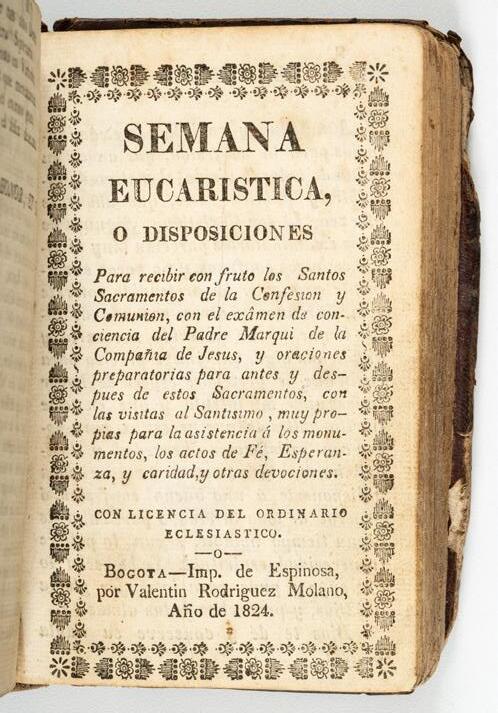 SEMANA
EUCARISTICA,
O DISPOSICIONES
Para recibir con fruto los Santos
Sacramentos de la Confesion y
Comunion, con el exámen de con-
ciencia del Padre Marqui de la
Compañia de Jesus, y oraciones
preparatorias para antes y des-
pues de estos Sacramentos, con
las visitas al Santisimo, muy pro-
pias para la asistencia á los monu-
mentos, los actos de Fé, Esperan-
za, y caridad, y otras devociones.
CON LICENCIA DEL ORDINARIO
ECLESIASTICO.
—o—
BOGOTA—Imp. de Espinosa,
por Valentin Rodriguez Molano,
Año de 1824.